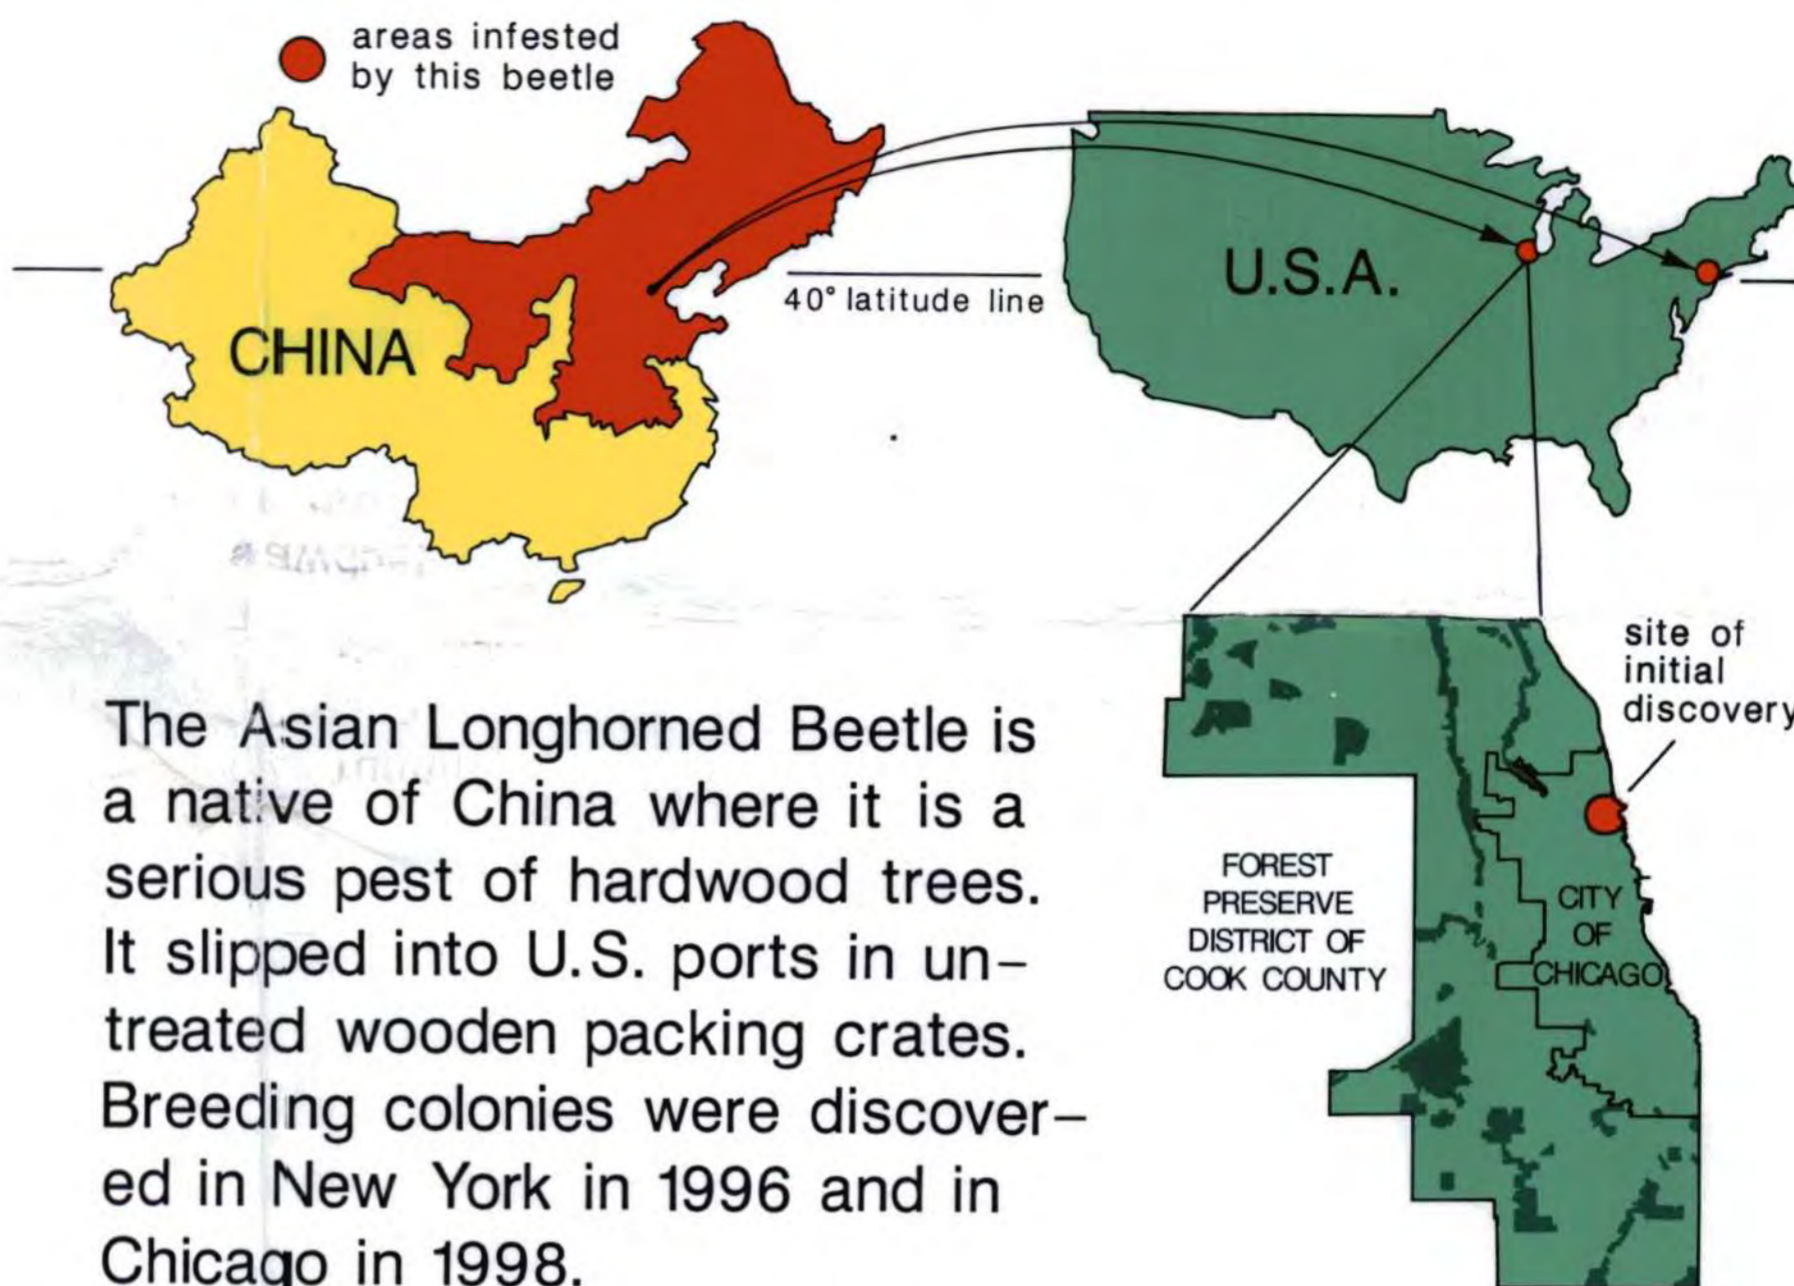 areas infested
by this beetle
CHINA
40° latitude line
U.S.A.
site of
initial
discovery
The Asian Longhorned Beetle is
a native of China where it is a
serious pest of hardwood trees.
It slipped into U.S. ports in un-
treated wooden packing crates.
Breeding colonies were discover-
ed in New York in 1996 and in
Chicago in 1998.
FOREST
PRESERVE
DISTRICT OF
COOK COUNTY
CITY
OF
CHICAGO